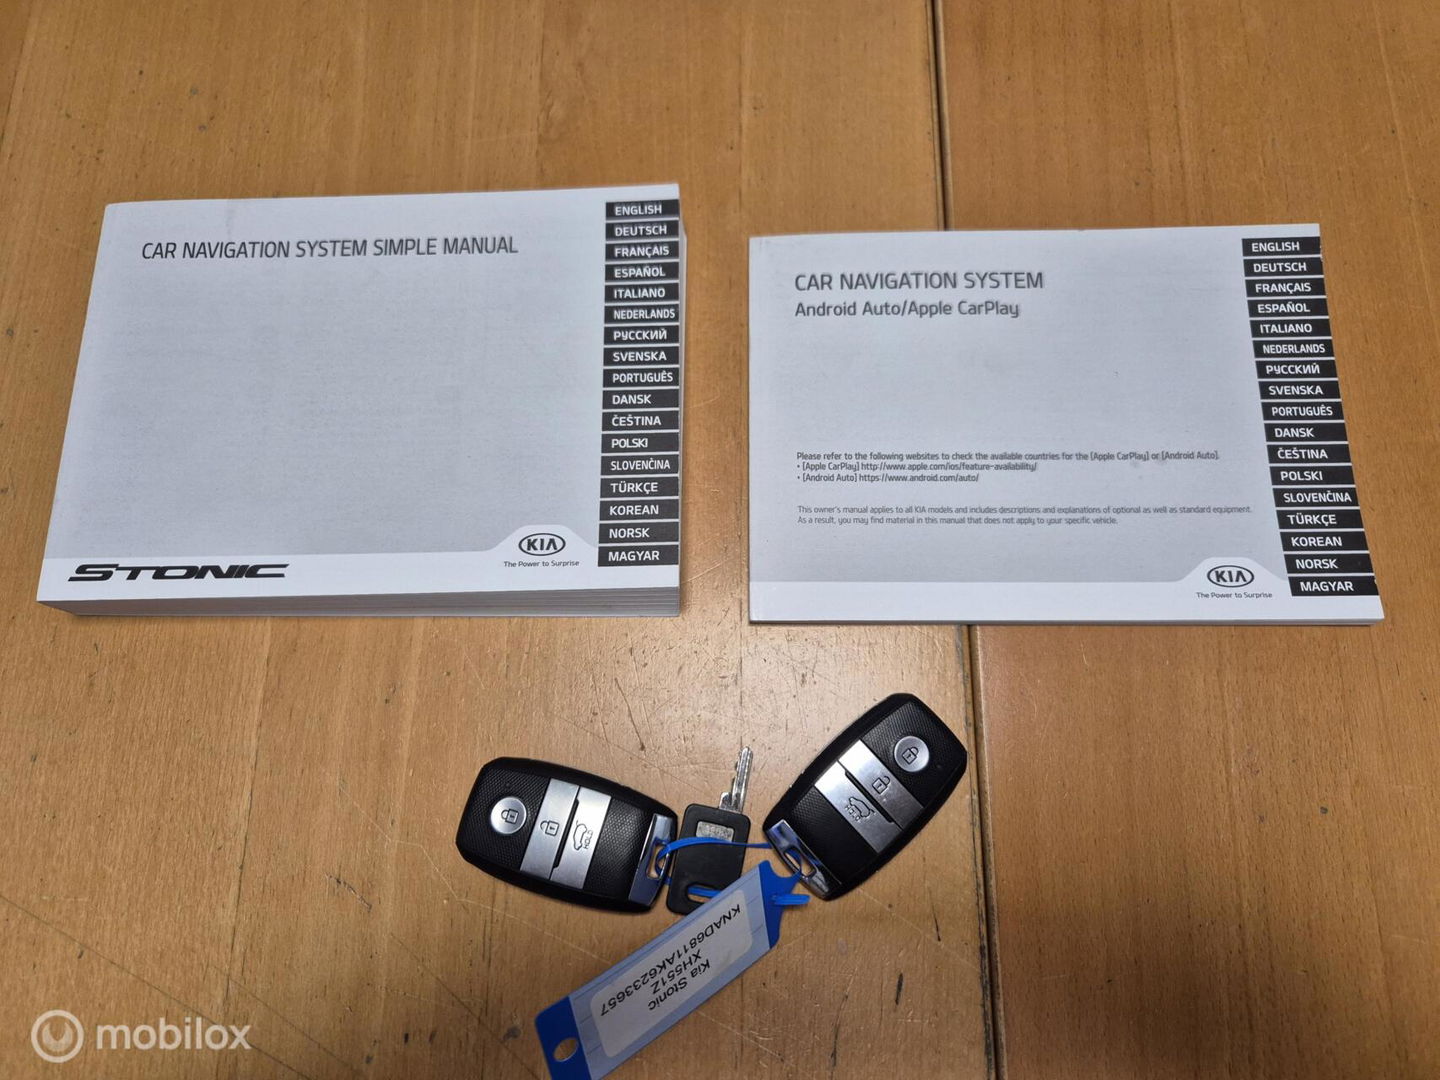 CAR NAVIGATION SYSTEM SIMPLE MANUAL
ENGLISH
DEUTSCH
FRANÇAIS
ESPAÑOL
ITALIANO
NEDERLANDS
РУССКИЙ
SVENSKA
PORTUGUÊS
DANSK
ČEŠTINA
POLSKI
SLOVENČINA
TÜRKÇE
KOREAN
NORSK
MAGYAR
STONIC
KIA
The Power to Surprise
CAR NAVIGATION SYSTEM
Android Auto/Apple CarPlay
Please refer to the following websites to check the available countries for the [Apple CarPlay] or [Android Auto].
• [Apple CarPlay] http://www.apple.com/ios/feature-availability/
• [Android Auto] https://www.android.com/auto/
This owner's manual applies to all KIA models and includes descriptions and explanations of optional as well as standard equipment.
As a result, you may find material in this manual that does not apply to your specific vehicle.
ENGLISH
DEUTSCH
FRANÇAIS
ESPAÑOL
ITALIANO
NEDERLANDS
РУССКИЙ
SVENSKA
PORTUGUÊS
DANSK
ČEŠTINA
POLSKI
SLOVENČINA
TÜRKÇE
KOREAN
NORSK
MAGYAR
KIA
The Power to Surprise
HOLD
HOLD
Kia Stonic
XH551Z
KNAD6811AK6233657
mobilox